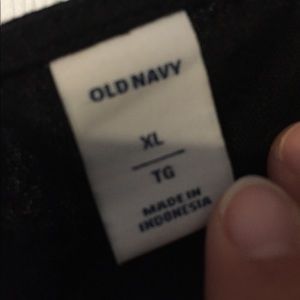 OLD NAVY
XL
TG
MADE IN
INDONESIA